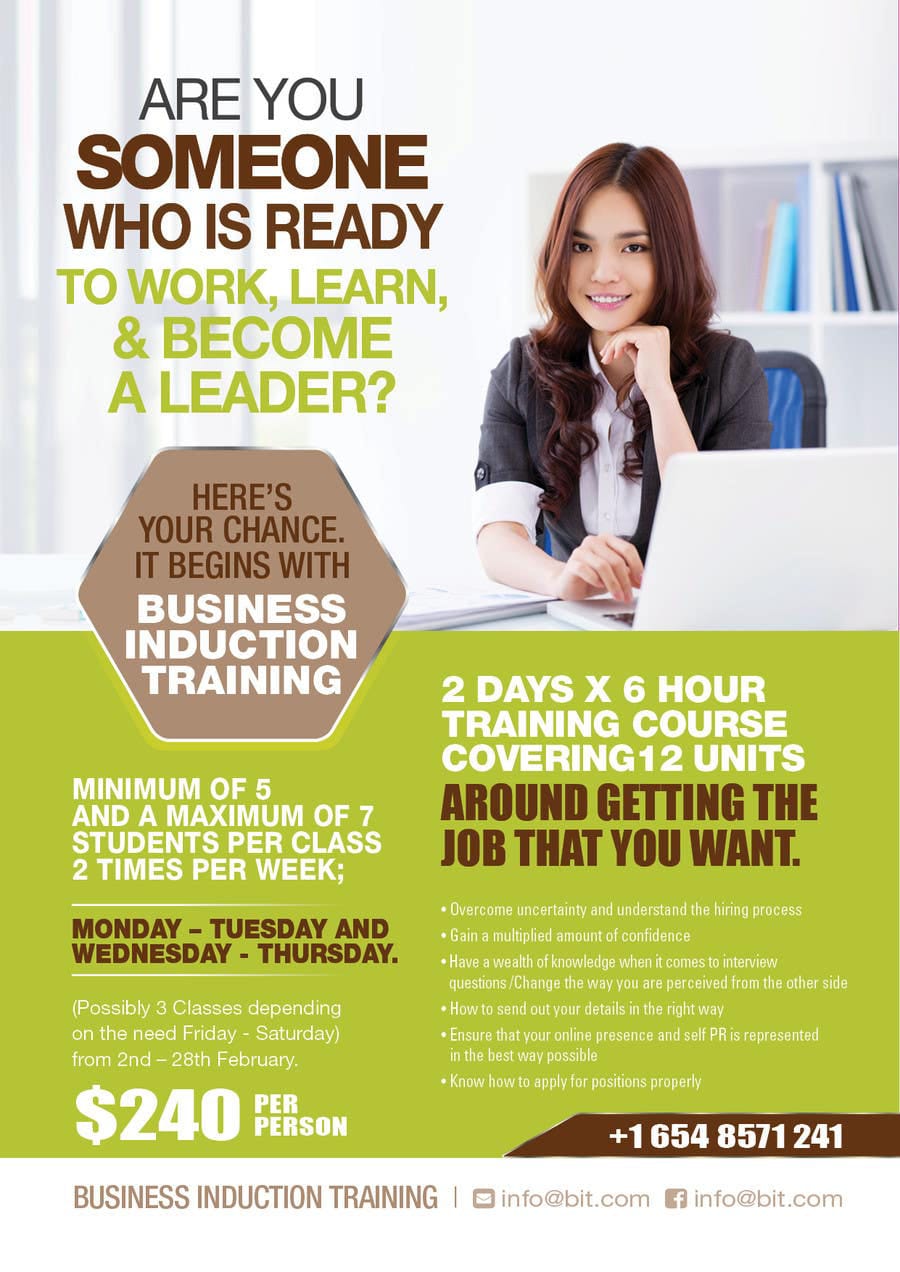 ARE YOU
SOMEONE
WHO IS READY
TO WORK, LEARN,
& BECOME
A LEADER?
HERE'S
YOUR CHANCE.
IT BEGINS WITH
BUSINESS
INDUCTION
TRAINING
MINIMUM OF 5
AND A MAXIMUM OF 7
STUDENTS PER CLASS
2 TIMES PER WEEK;
MONDAY – TUESDAY AND
WEDNESDAY - THURSDAY.
(Possibly 3 Classes depending
on the need Friday - Saturday)
from 2nd – 28th February.
$240 PER
PERSON
2 DAYS X 6 HOUR
TRAINING COURSE
COVERING12 UNITS
AROUND GETTING THE
JOB THAT YOU WANT.
• Overcome uncertainty and understand the hiring process
• Gain a multiplied amount of confidence
• Have a wealth of knowledge when it comes to interview
questions /Change the way you are perceived from the other side
• How to send out your details in the right way
• Ensure that your online presence and self PR is represented
in the best way possible
• Know how to apply for positions properly
+1 654 8571 241
BUSINESS INDUCTION TRAINING | info@bit.com info@bit.com